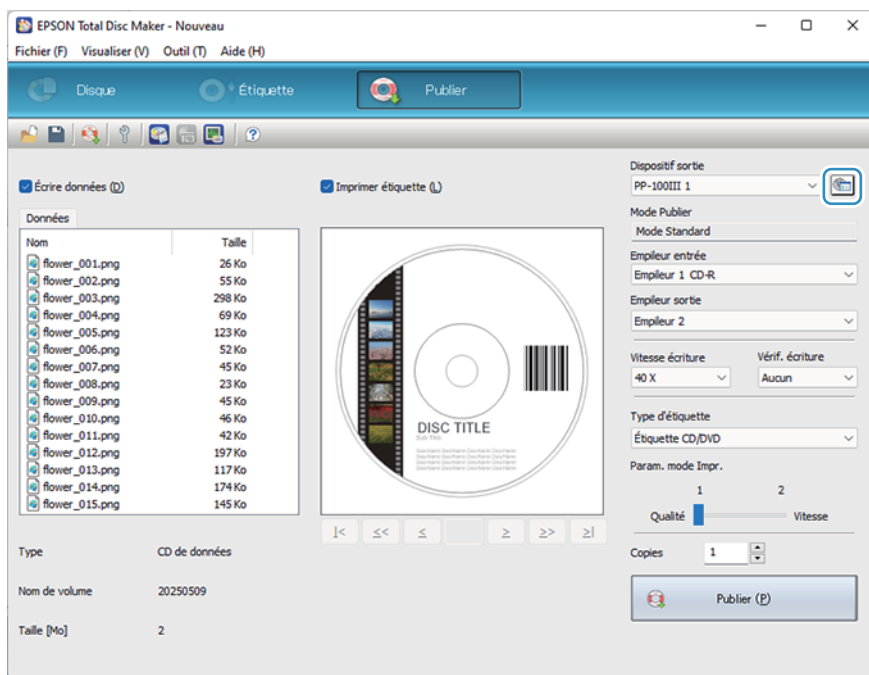 EPSON Total Disc Maker - Nouveau
Fichier (F) Visualiser (V) Outil (T) Aide (H)
Disque Étiquette Publier
Écrire données (D)
Données
Nom Taille
flower_001.png 26 Ko
flower_002.png 55 Ko
flower_003.png 298 Ko
flower_004.png 69 Ko
flower_005.png 123 Ko
flower_006.png 52 Ko
flower_007.png 45 Ko
flower_008.png 23 Ko
flower_009.png 45 Ko
flower_010.png 46 Ko
flower_011.png 42 Ko
flower_012.png 197 Ko
flower_013.png 117 Ko
flower_014.png 174 Ko
flower_015.png 145 Ko
Type CD de données
Nom de volume 20250509
Taille [Mo] 2
Imprimer étiquette (L)
DISC TITLE
Sub Title
|< ≤< ≤ ≥ >> ≥|
Dispositif sortie
PP-100III 1
Mode Publier
Mode Standard
Empileur entrée
Empileur 1 CD-R
Empileur sortie
Empileur 2
Vitesse écriture Vérif. écriture
40 X Aucun
Type d'étiquette
Étiquette CD/DVD
Param. mode Impr.
1 2
Qualité Vitesse
Copies 1
Publier (P)